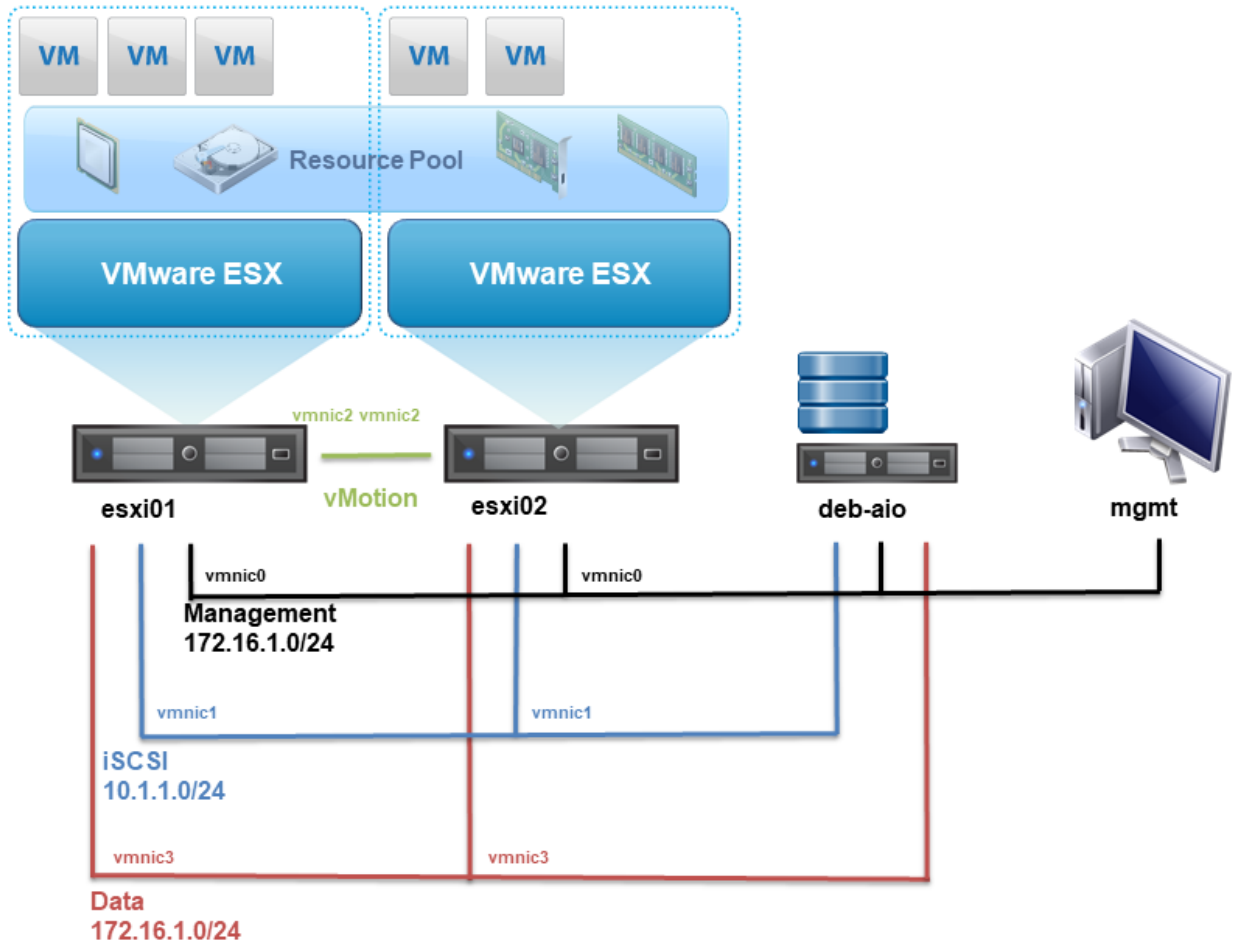 VM VM VM VM VM
Resource Pool
VMware ESX VMware ESX
vmnic2 vmnic2
vMotion
esxi01 esxi02 deb-aio mgmt
vmnic0 vmnic0
Management
172.16.1.0/24
vmnic1 vmnic1
iSCSI
10.1.1.0/24
vmnic3 vmnic3
Data
172.16.1.0/24